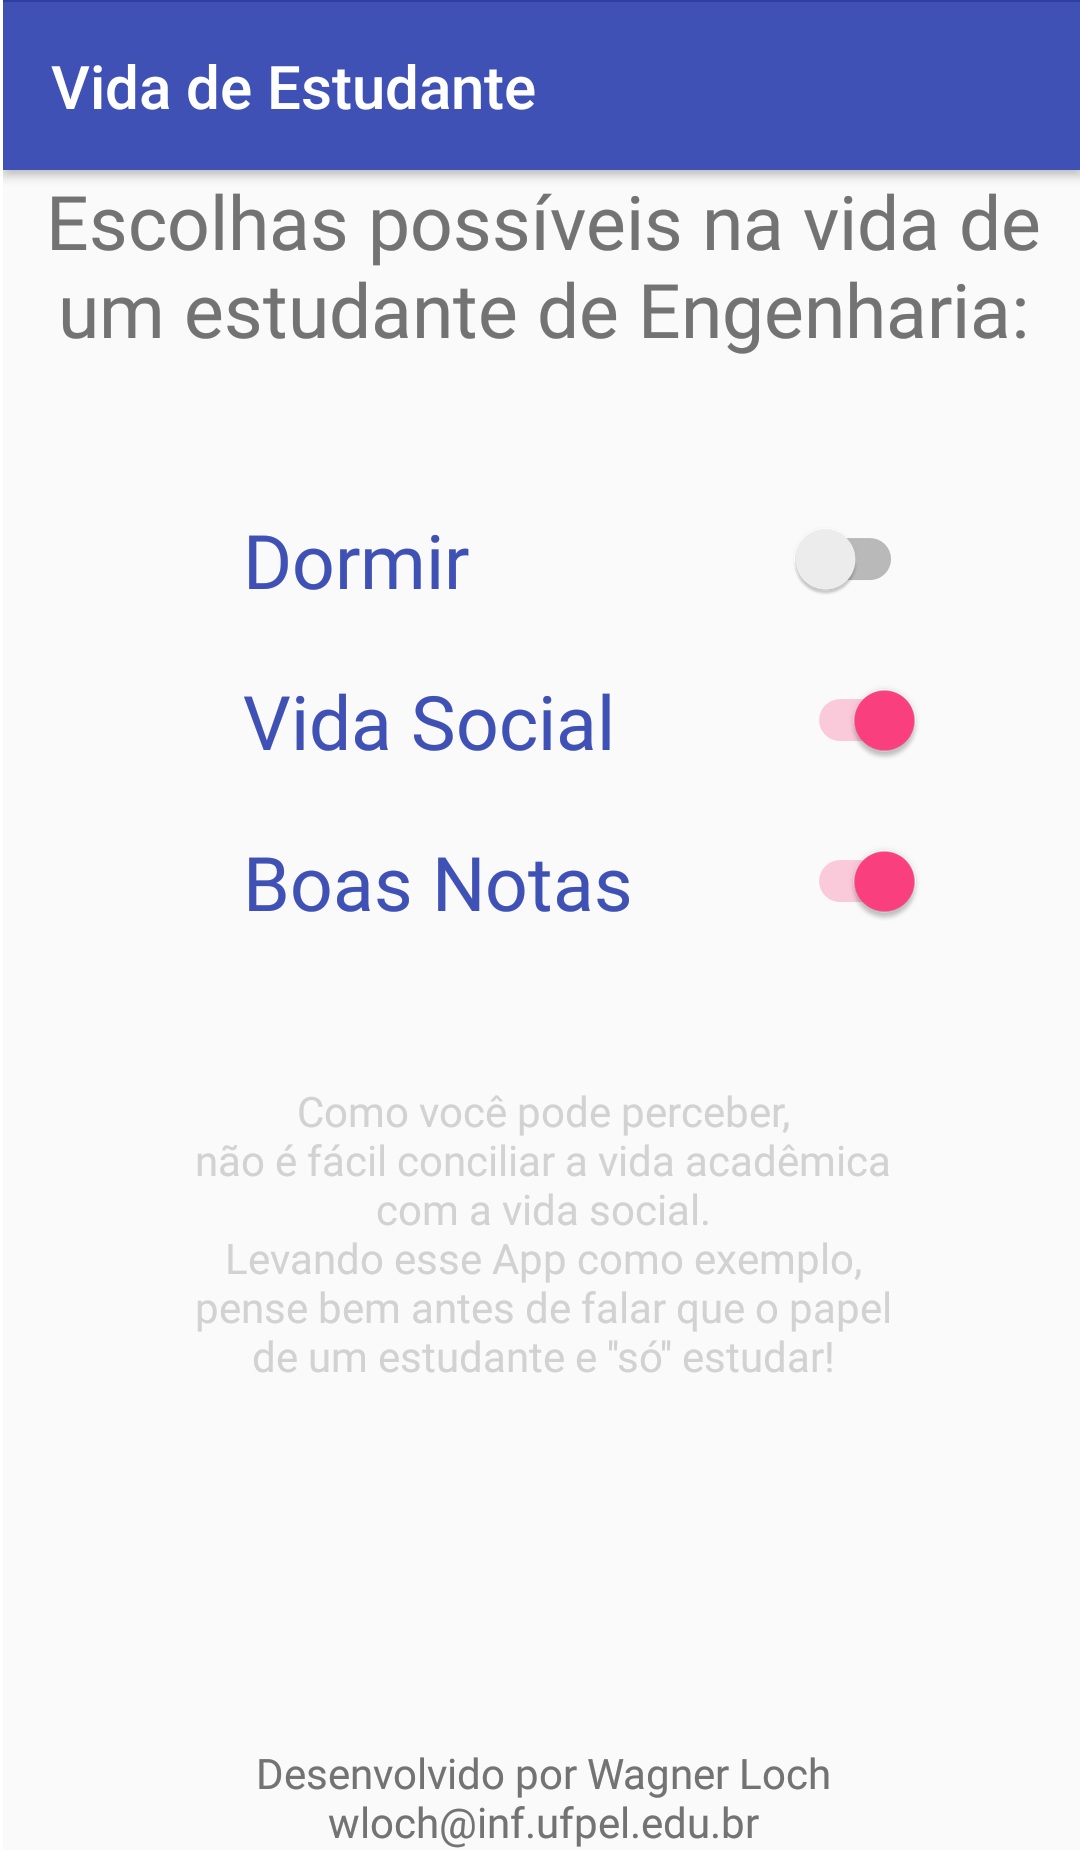 Vida de Estudante
Escolhas possíveis na vida de
um estudante de Engenharia:
Dormir
Vida Social
Boas Notas
Como você pode perceber,
não é fácil conciliar a vida acadêmica
com a vida social.
Levando esse App como exemplo,
pense bem antes de falar que o papel
de um estudante e "só" estudar!
Desenvolvido por Wagner Loch
wloch@inf.ufpel.edu.br